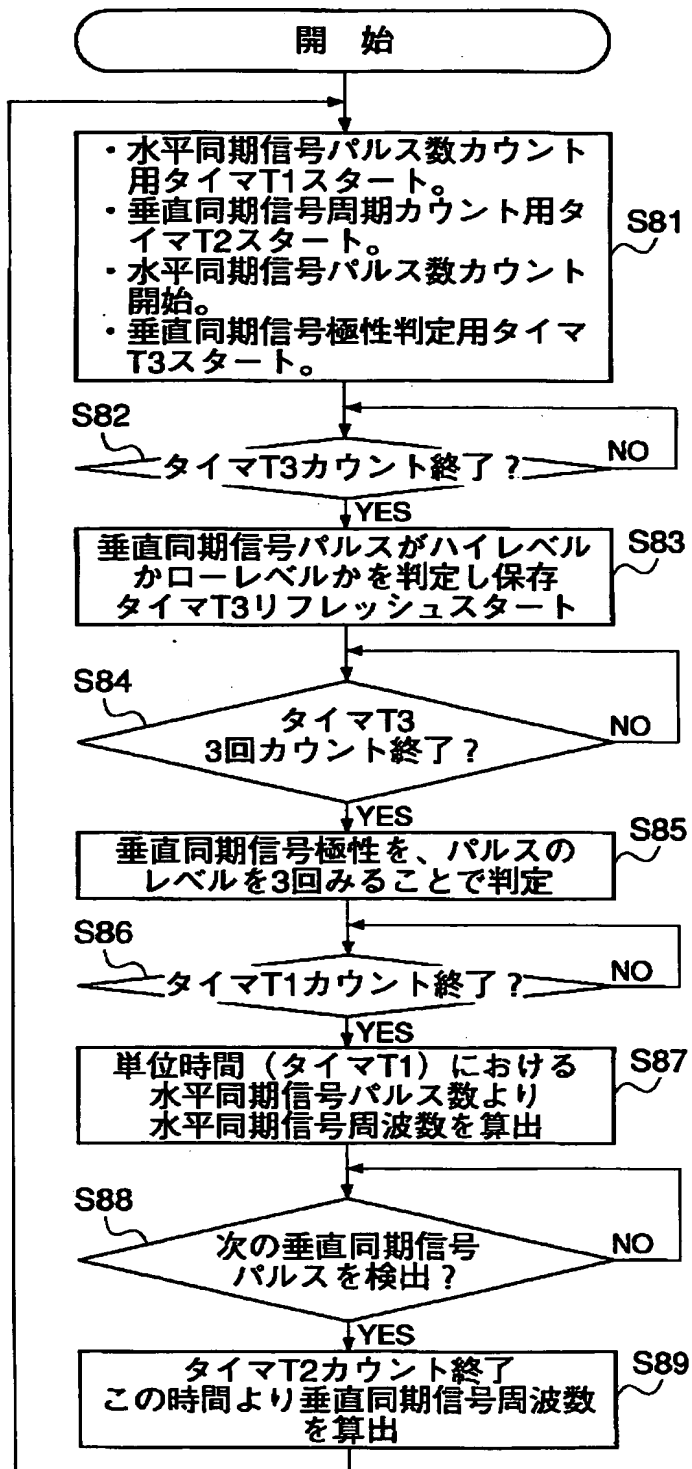 開 始
・水平同期信号パルス数カウント
用タイマT1スタート。
・垂直同期信号周期カウント用タ
イマT2スタート。
・水平同期信号パルス数カウント
開始。
・垂直同期信号極性判定用タイマ
T3スタート。
S81
S82
タイマT3カウント終了？
NO
YES
垂直同期信号パルスがハイレベル
かローレベルかを判定し保存
タイマT3リフレッシュスタート
S83
S84
タイマT3
3回カウント終了？
NO
YES
垂直同期信号極性を、パルスの
レベルを3回みることで判定
S85
S86
タイマT1カウント終了？
NO
YES
単位時間（タイマT1）における
水平同期信号パルス数より
水平同期信号周波数を算出
S87
S88
次の垂直同期信号
パルスを検出？
NO
YES
タイマT2カウント終了
この時間より垂直同期信号周波数
を算出
S89